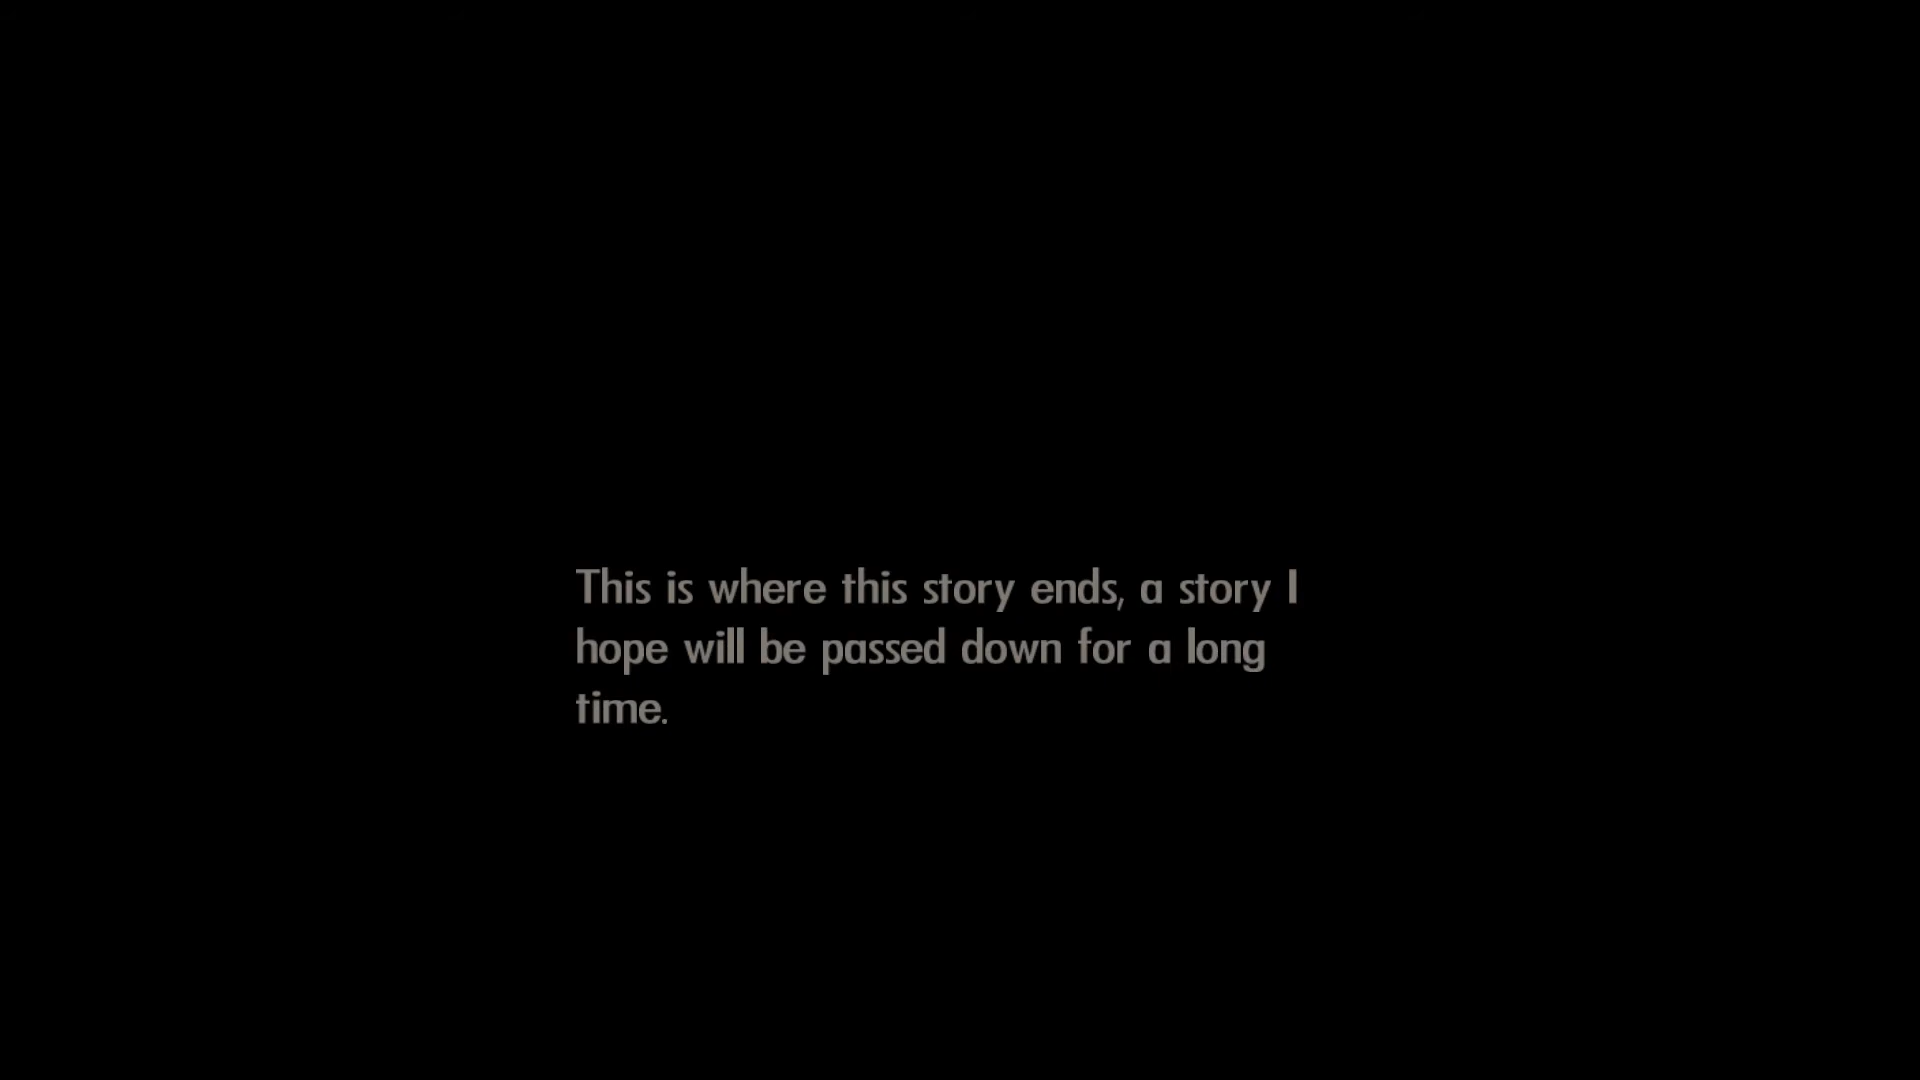 This is where this story ends, a story I
hope will be passed down for a long
time.